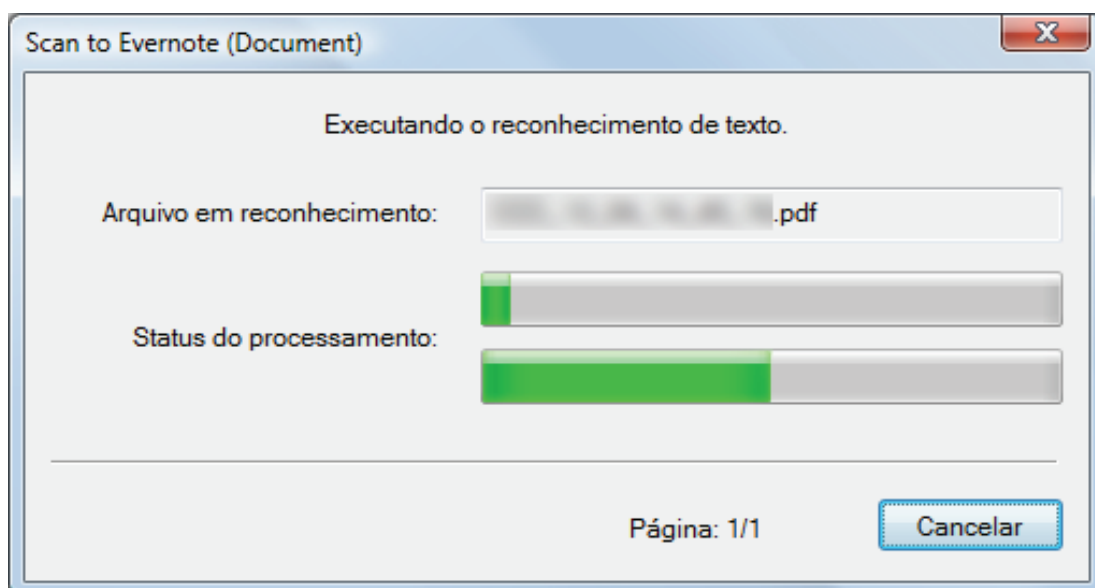 Scan to Evernote (Document)
Executando o reconhecimento de texto.
Arquivo em reconhecimento: .pdf
Status do processamento:
Página: 1/1 Cancelar